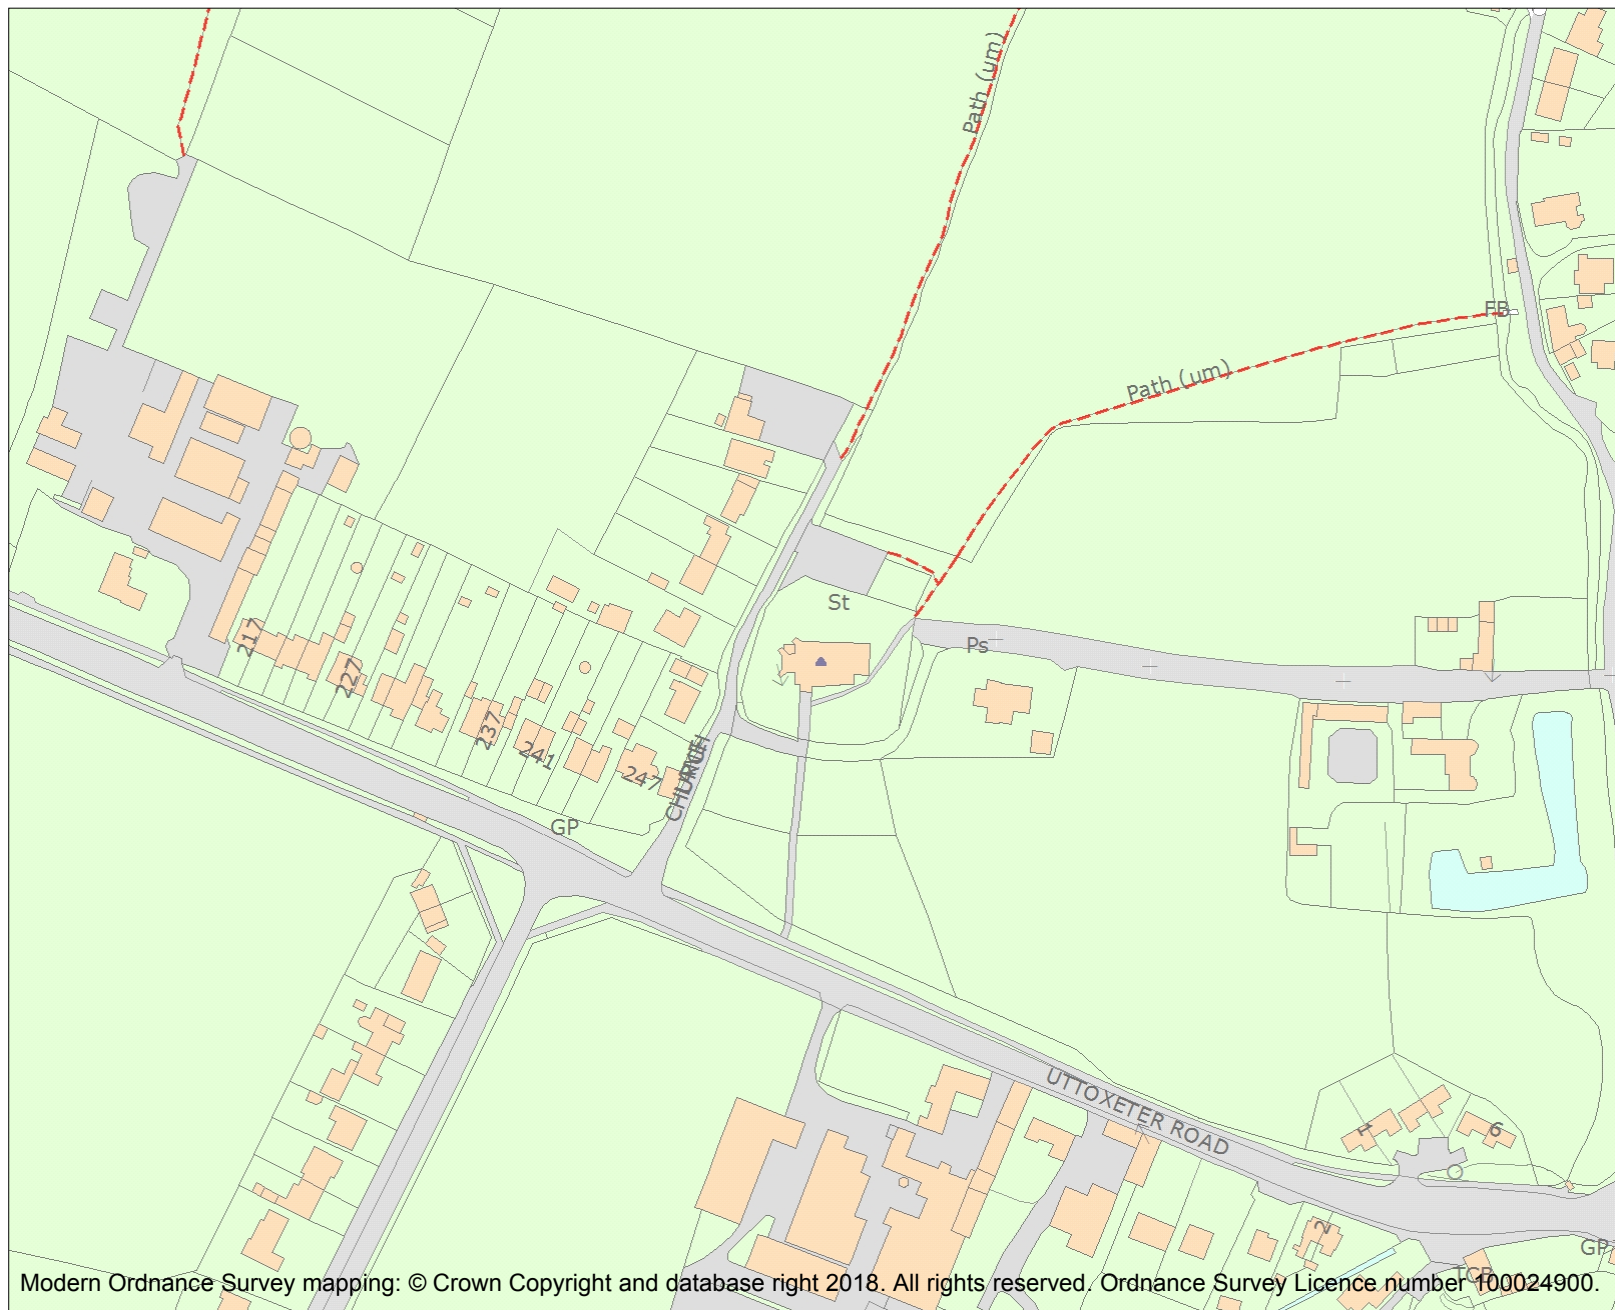 Path (um)
FB
Path (um)
St
Ps
217
227
237
241
247
CHURCH
GP
UTTOXETER ROAD
1
6
2
GP
TCB
Modern Ordnance Survey mapping: © Crown Copyright and database right 2018. All rights reserved. Ordnance Survey Licence number 100024900.